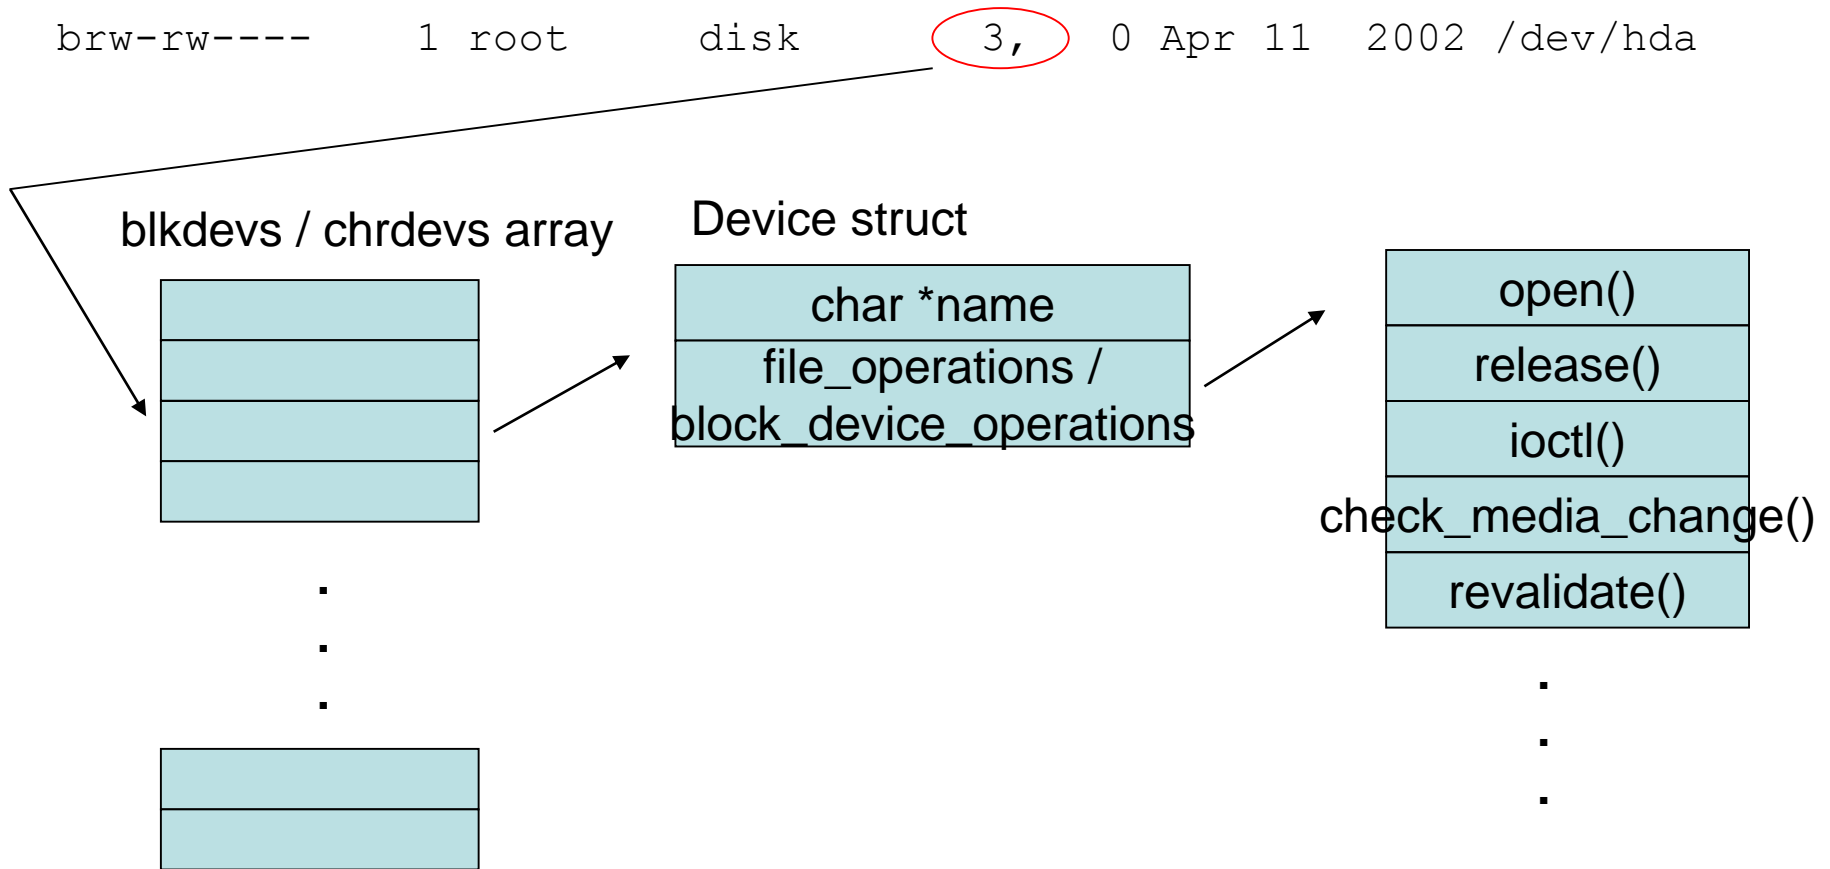 brw-rw---- 1 root disk 3, 0 Apr 11 2002 /dev/hda
blkdevs / chrdevs array
Device struct
char *name
file_operations /
block_device_operations
open()
release()
ioctl()
check_media_change()
revalidate()
.
.
.
.
.
.